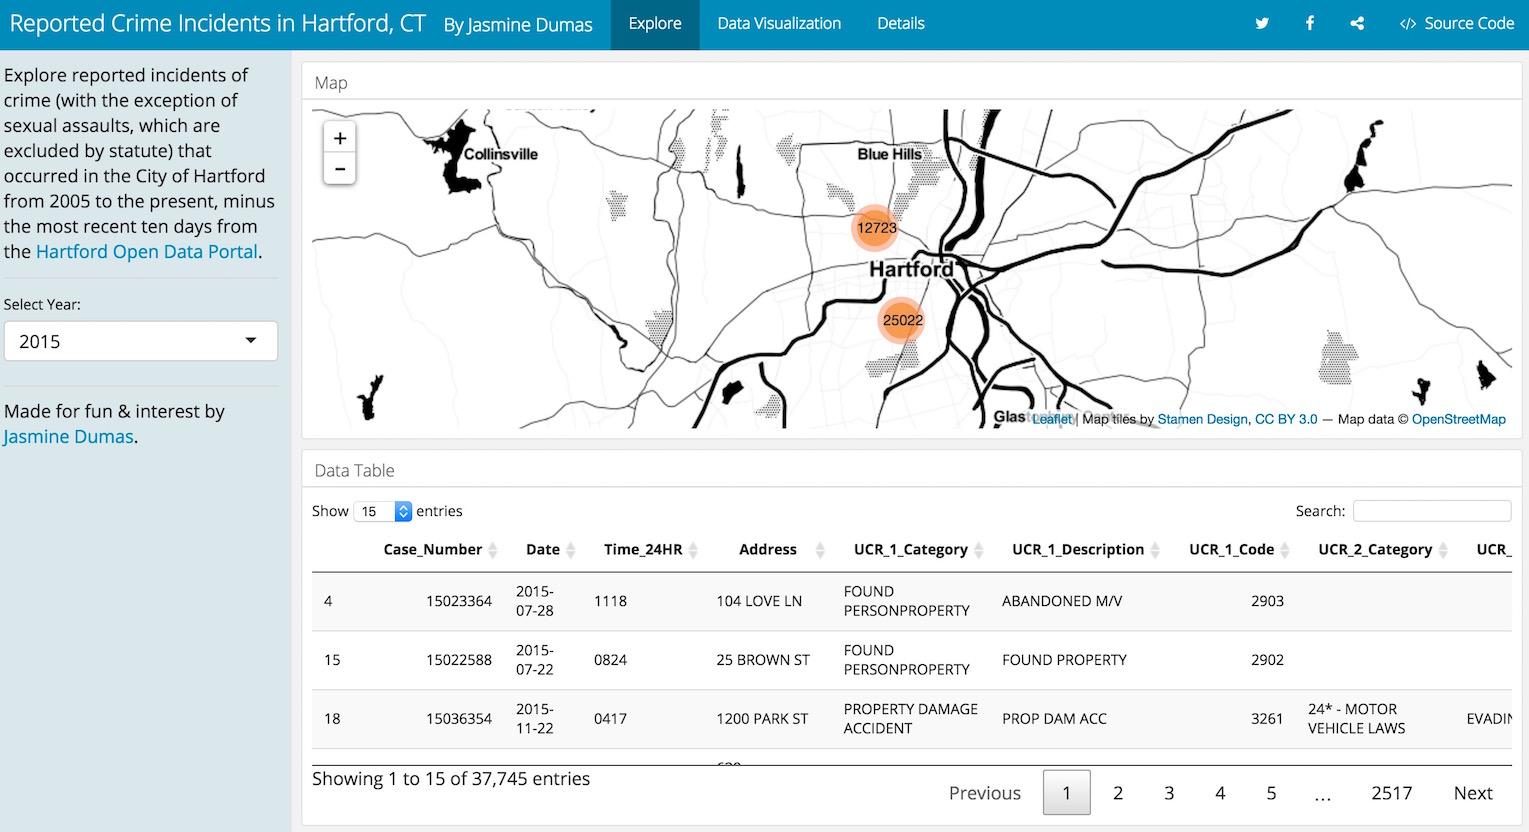 Reported Crime Incidents in Hartford, CT By Jasmine Dumas Explore Data Visualization Details </> Source Code
Explore reported incidents of
crime (with the exception of
sexual assaults, which are
excluded by statute) that
occurred in the City of Hartford
from 2005 to the present, minus
the most recent ten days from
the Hartford Open Data Portal.
Select Year:
2015
Made for fun & interest by
Jasmine Dumas.
Map
+
−
Collinsville
Blue Hills
12723
Hartford
25022
Glas
Leaflet | Map tiles by Stamen Design, CC BY 3.0 — Map data © OpenStreetMap
Data Table
Show 15 entries
Search:
Case_Number Date Time_24HR Address UCR_1_Category UCR_1_Description UCR_1_Code UCR_2_Category UCR_
4 15023364 2015-07-28 1118 104 LOVE LN FOUND PERSONPROPERTY ABANDONED M/V 2903
15 15022588 2015-07-22 0824 25 BROWN ST FOUND PERSONPROPERTY FOUND PROPERTY 2902
18 15036354 2015-11-22 0417 1200 PARK ST PROPERTY DAMAGE ACCIDENT PROP DAM ACC 3261 24* - MOTOR VEHICLE LAWS EVADIN
Showing 1 to 15 of 37,745 entries
Previous 1 2 3 4 5 ... 2517 Next